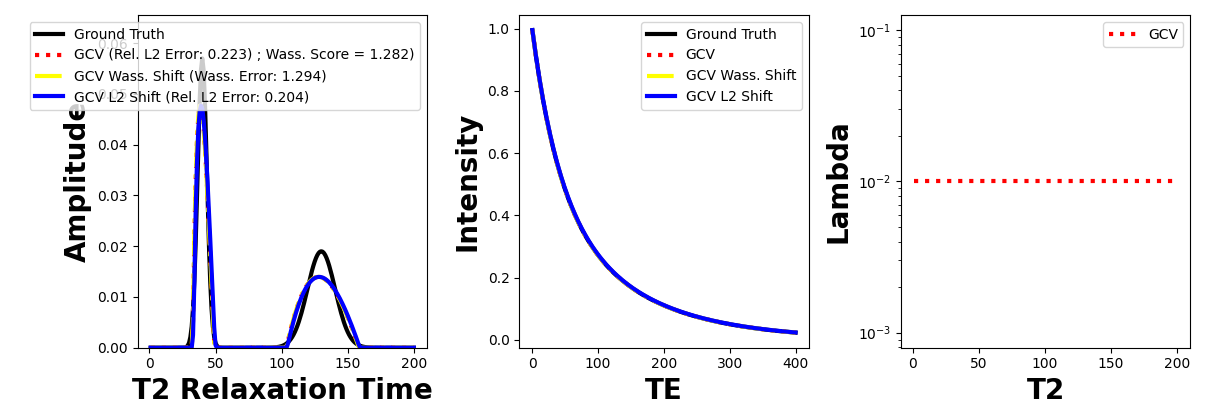 Ground Truth
GCV (Rel. L2 Error: 0.223) ; Wass. Score = 1.282)
GCV Wass. Shift (Wass. Error: 1.294)
GCV L2 Shift (Rel. L2 Error: 0.204)
0.06
0.05
0.04
0.03
0.02
0.01
0.00
Amplitude
0 50 100 150 200
T2 Relaxation Time
Ground Truth
GCV
GCV Wass. Shift
GCV L2 Shift
1.0
0.8
0.6
0.4
0.2
0.0
Intensity
0 100 200 300 400
TE
GCV
10⁻¹
10⁻²
10⁻³
Lambda
0 50 100 150 200
T2